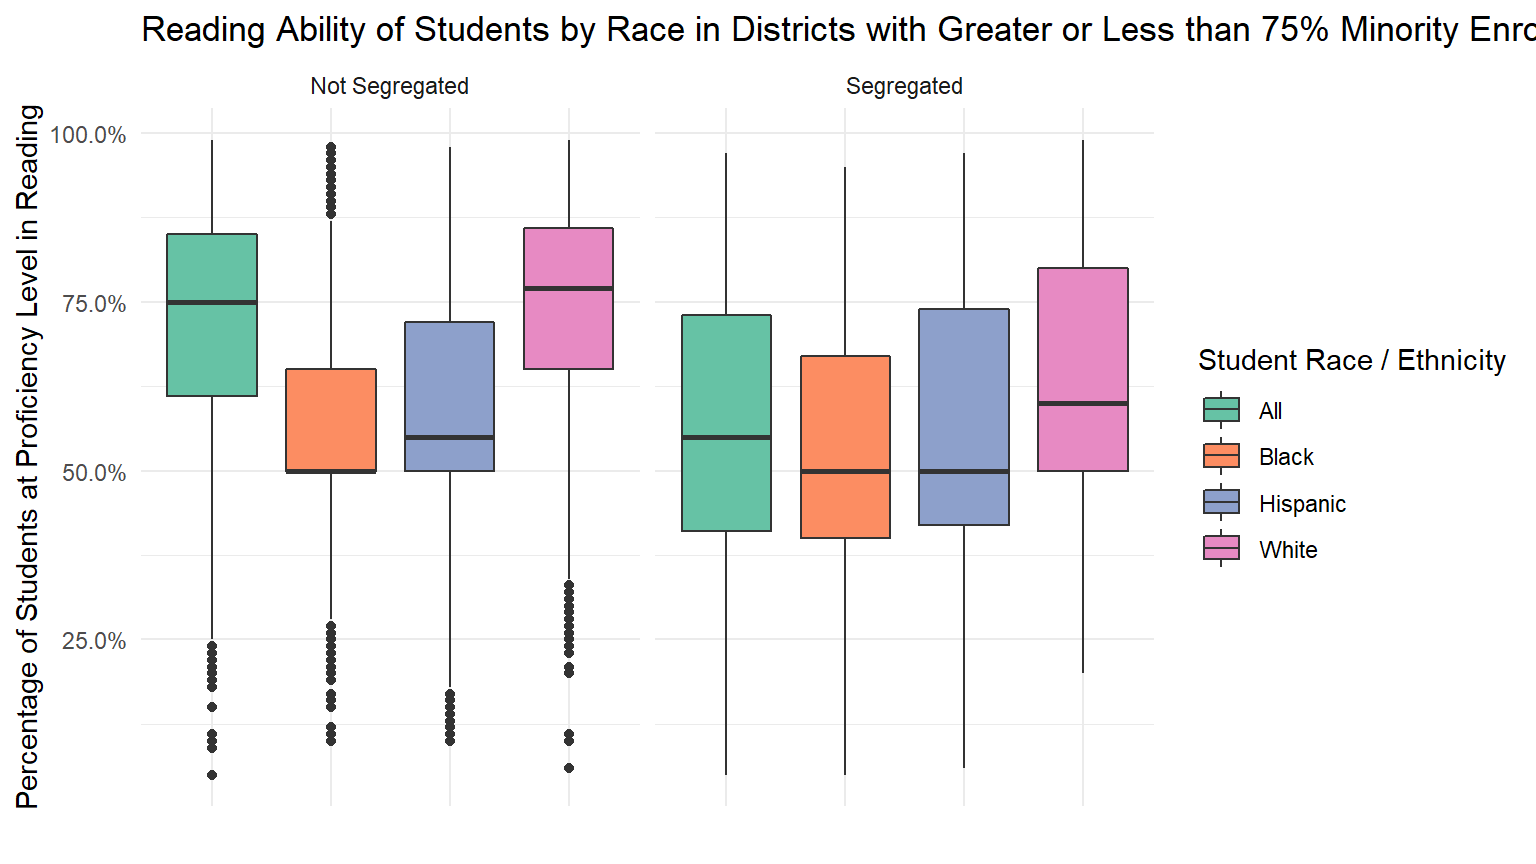 Reading Ability of Students by Race in Districts with Greater or Less than 75% Minority Enro
Not Segregated
Segregated
Percentage of Students at Proficiency Level in Reading
100.0%
75.0%
50.0%
25.0%
Student Race / Ethnicity
All
Black
Hispanic
White